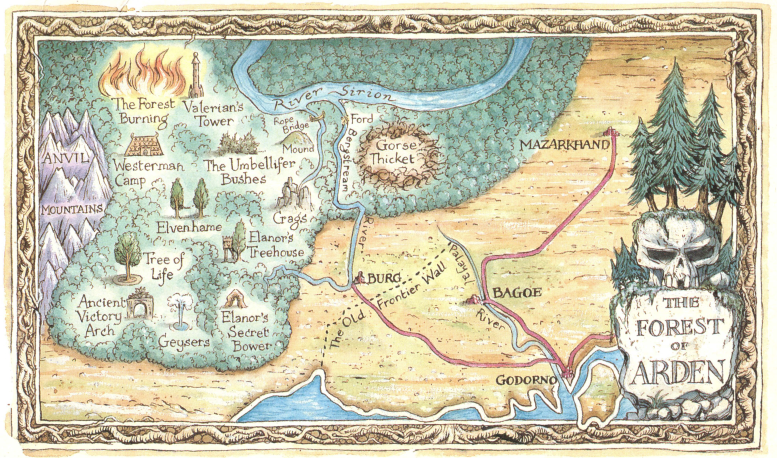 River Sirion
The Forest
Burning
Valerian's
Tower
Rope
Bridge
Ford
Mound
Gorse
Thicket
MAZARKHAND
ANVIL
MOUNTAINS
Westerman
Camp
The Umbellifer
Bushes
Bergstream
River
Crags
Elvenhame
Elanor's
Treehouse
Tree of
Life
Palayal
River
BURG
The Old Frontier Wall
BAGOE
Ancient
Victory
Arch
Geysers
Elanor's
Secret
Bower
GODORNO
THE
FOREST
OF
ARDEN